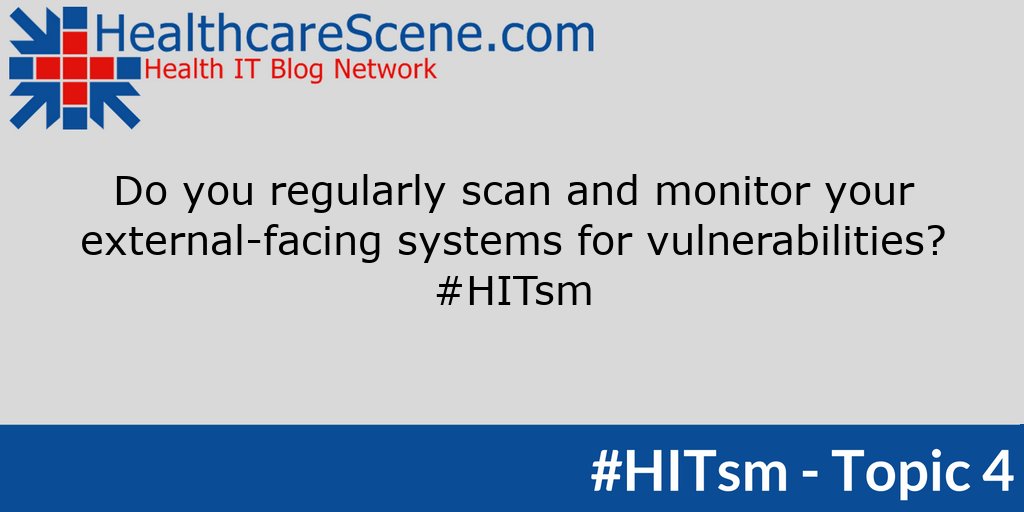 HealthcareScene.com
Health IT Blog Network
Do you regularly scan and monitor your
external-facing systems for vulnerabilities?
#HITsm
#HITsm - Topic 4